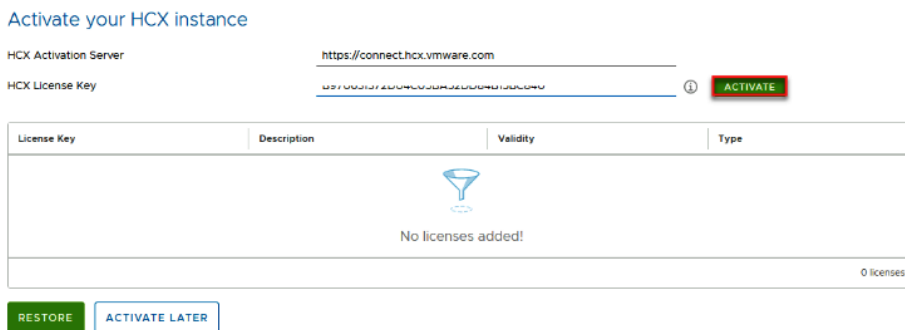 Activate your HCX instance
HCX Activation Server https://connect.hcx.vmware.com
HCX License Key ACTIVATE
License Key Description Validity Type
No licenses added!
0 licenses
RESTORE ACTIVATE LATER